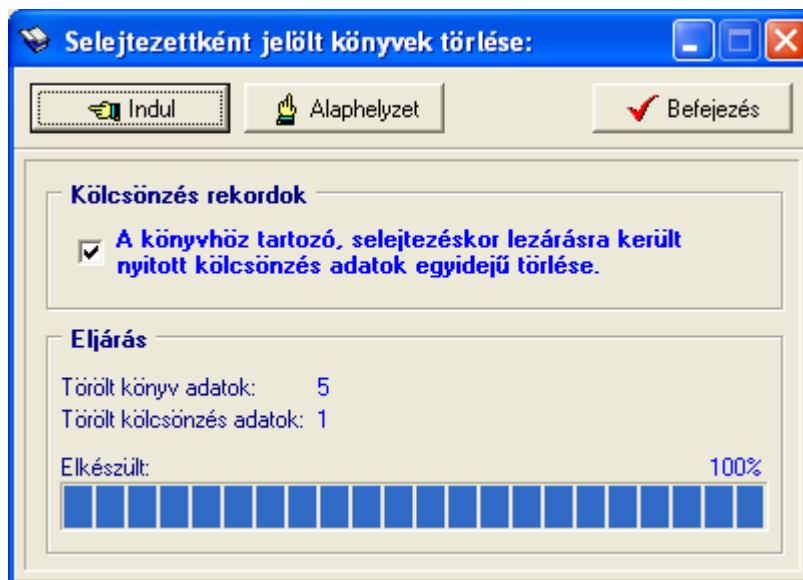 Selejtezettként jelölt könyvek törlése:
Indul
Alaphelyzet
Befejezés
Kölcsönzés rekordok
A könyvhöz tartozó, selejtezéskor lezárásra került
nyitott kölcsönzés adatok egyidejű törlése.
Eljárás
Törölt könyv adatok: 5
Törölt kölcsönzés adatok: 1
Elkészült: 100%